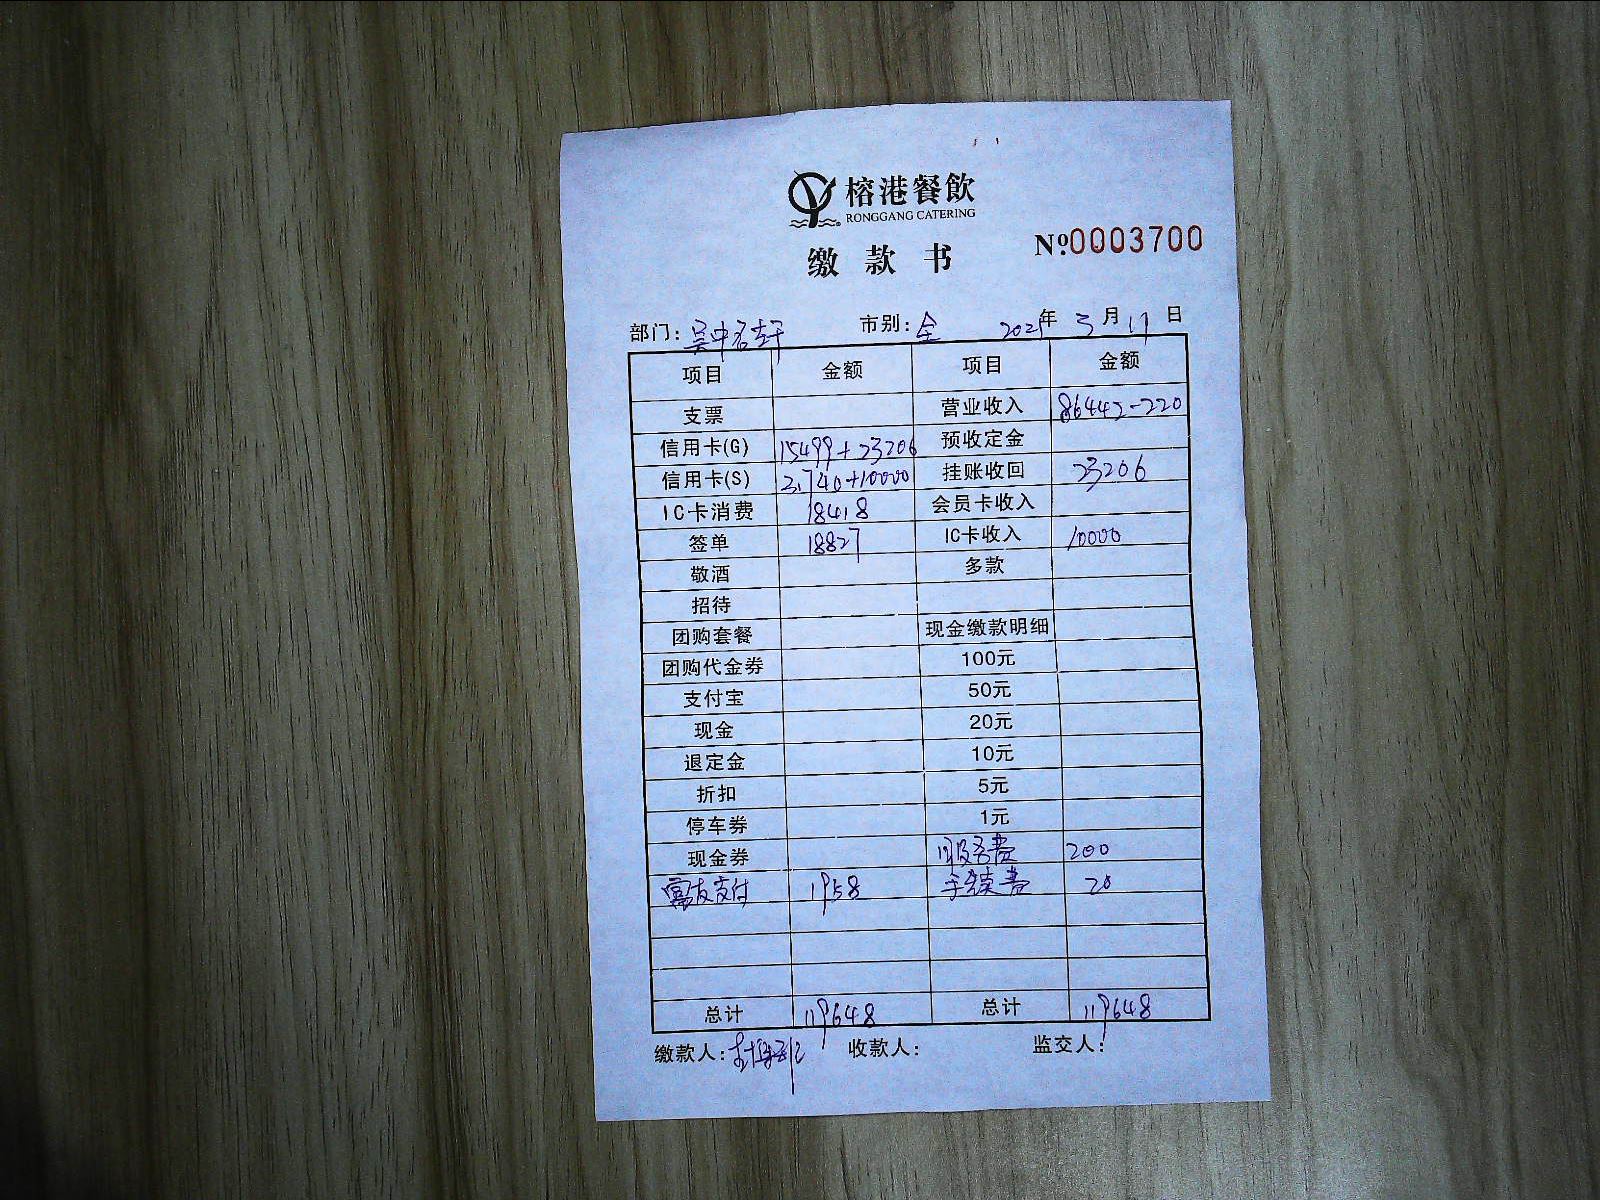 榕港餐飲
RONGGANG CATERING
缴款书 №0003700
部门: 吴中名轩 市别: 全 2025年 3月 17日
项目 金额 项目 金额
支票 营业收入 86442-220
信用卡(G) 15499+23206 预收定金
信用卡(S) 31740+10000 挂账收回 23206
IC卡消费 18418 会员卡收入
签单 18827 IC卡收入 10000
敬酒 多款
招待
团购套餐 现金缴款明细
团购代金券 100元
支付宝 50元
现金 20元
退定金 10元
折扣 5元
停车券 1元
现金券 服务费 200
富友支付 1958 手续费 20
总计 119648 总计 119648
缴款人: 收款人: 监交人: